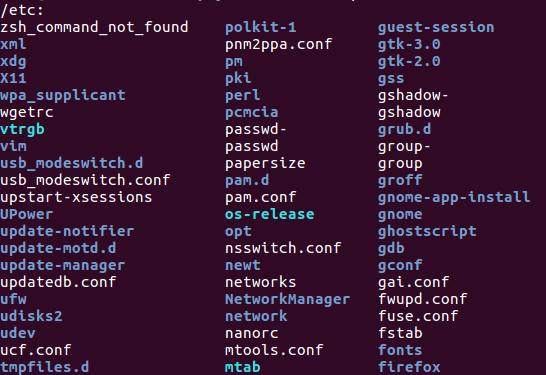 /etc:
zsh_command_not_found polkit-1 guest-session
xml pnm2ppa.conf gtk-3.0
xdg pm gtk-2.0
X11 pki gss
wpa_supplicant perl gshadow-
wgetrc pcmcia gshadow
vtrgb passwd- grub.d
vim passwd group-
usb_modeswitch.d papersize group
usb_modeswitch.conf pam.d groff
upstart-xsessions pam.conf gnome-app-install
UPower os-release gnome
update-notifier opt ghostscript
update-motd.d nsswitch.conf gdb
update-manager newt gconf
updatedb.conf networks gai.conf
ufw NetworkManager fwupd.conf
udisks2 network fuse.conf
udev nanorc fstab
ucf.conf mtools.conf fonts
tmpfiles.d mtab firefox